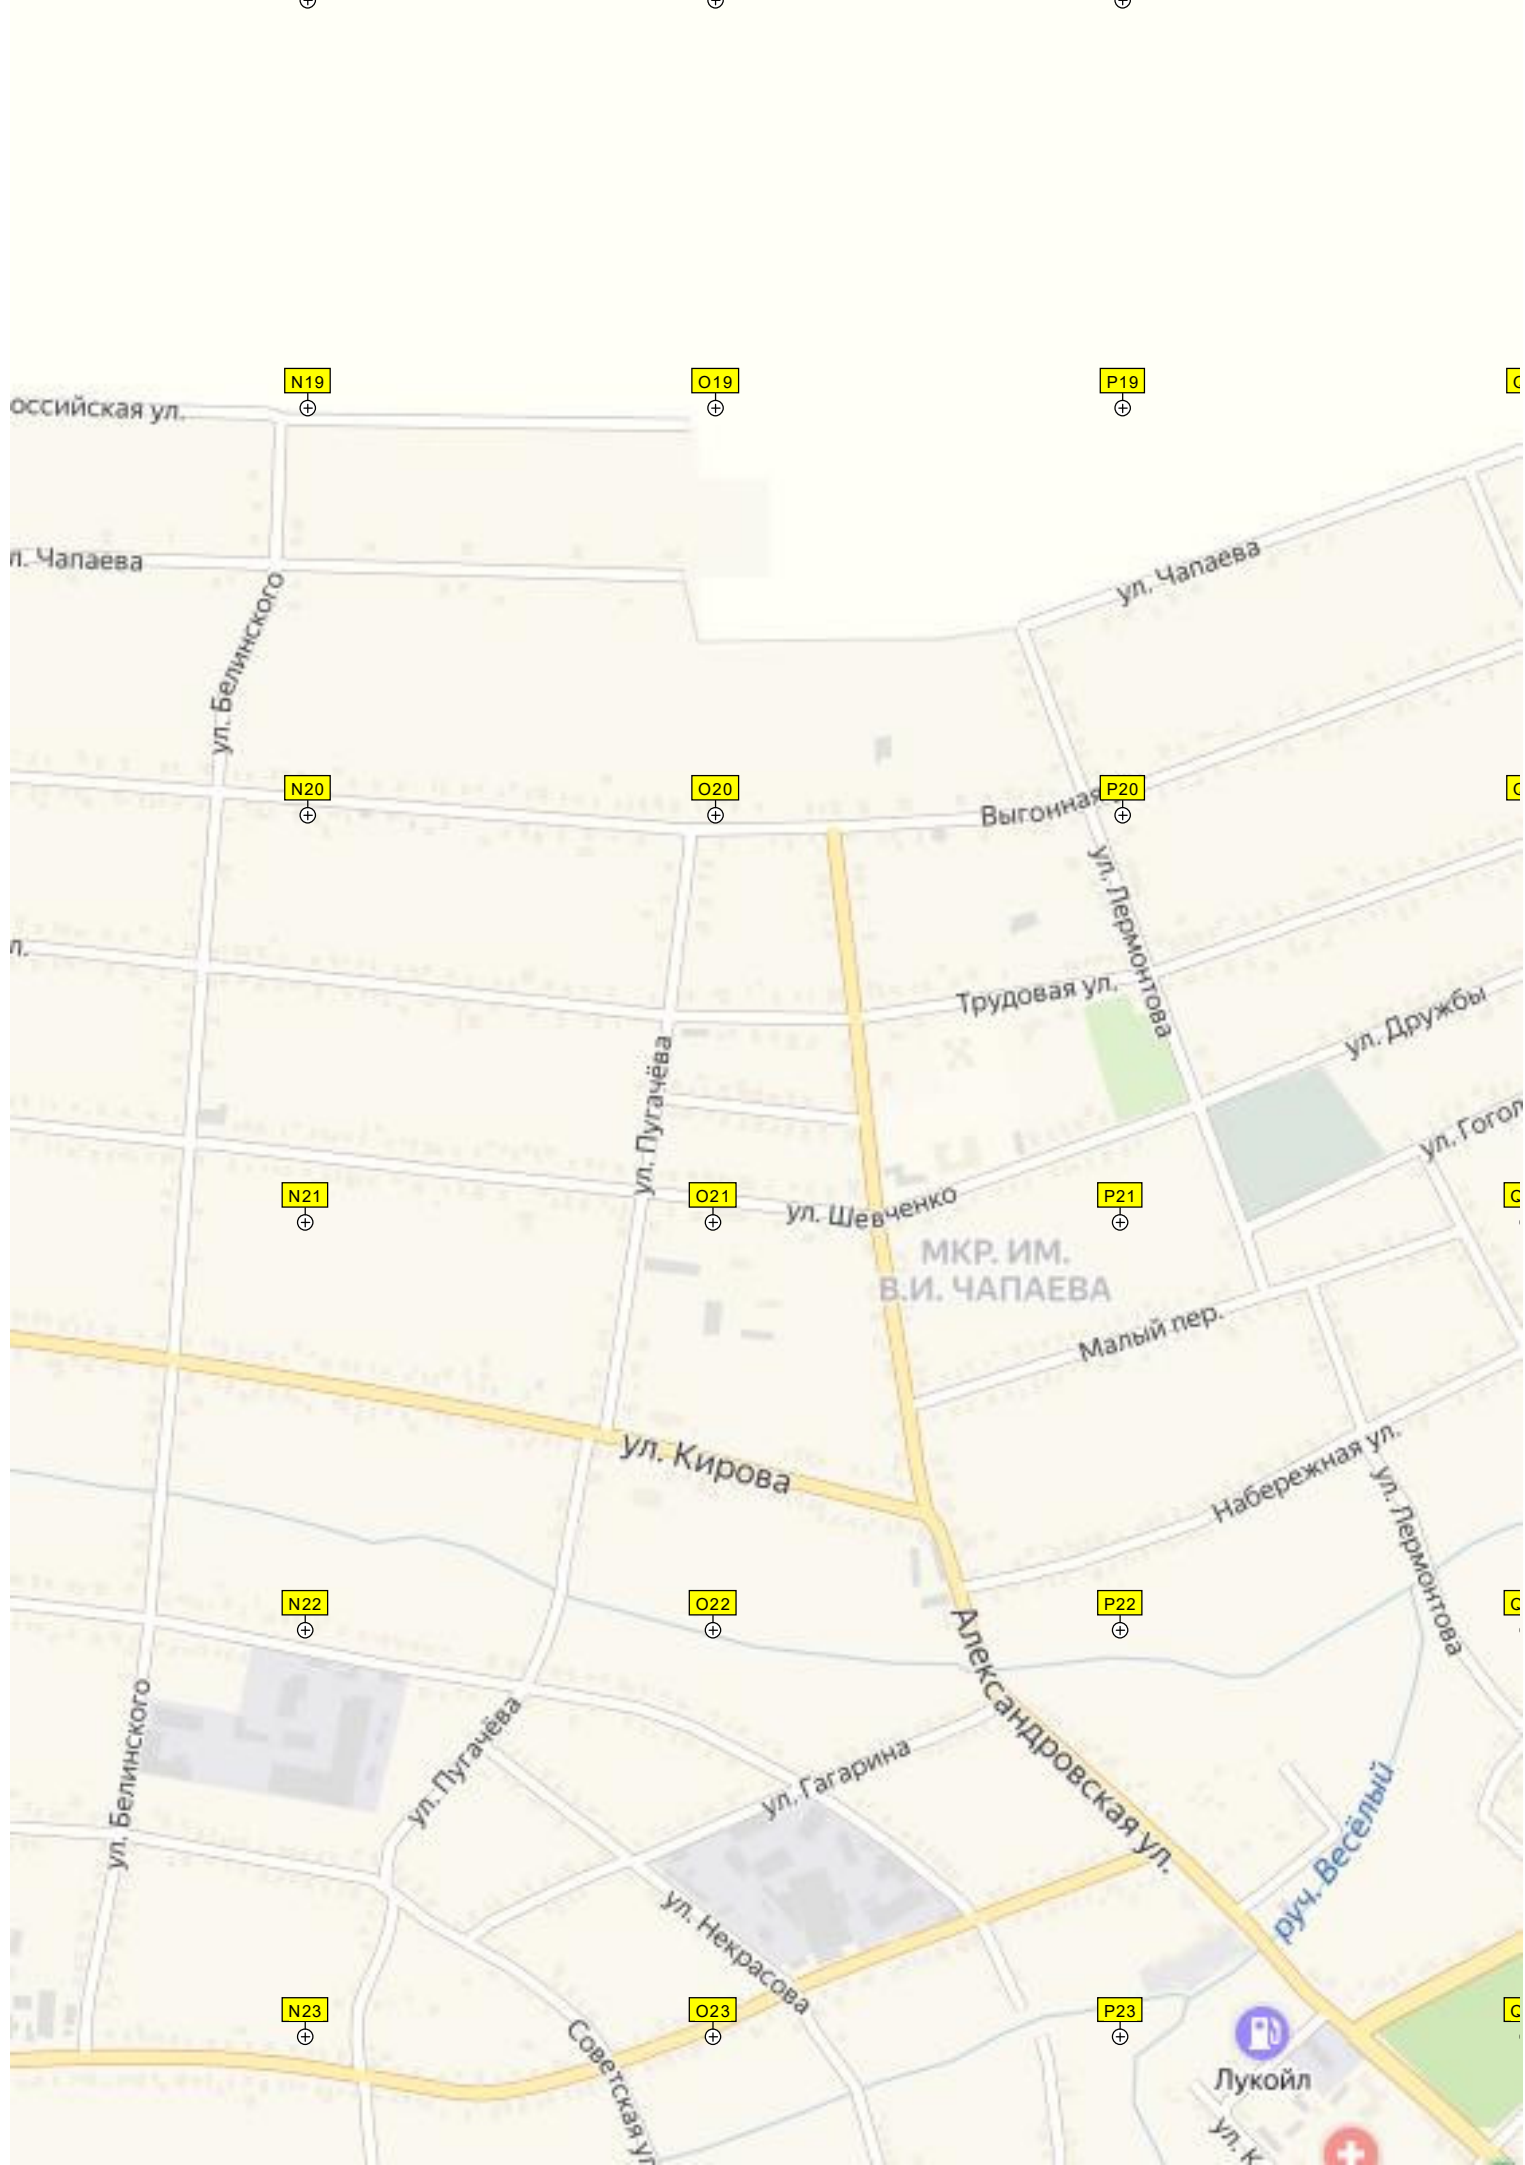 N19
O19
P19
оссийская ул.
л. Чапаева
ул. Чапаева
ул. Белинского
N20
O20
P20
Выгонная
ул. Лермонтова
л.
Трудовая ул.
ул. Дружбы
ул. Пугачёва
ул. Гогол
N21
O21
P21
Q
ул. Шевченко
МКР. ИМ.
В.И. ЧАПАЕВА
Малый пер.
ул. Кирова
Набережная ул.
ул. Лермонтова
N22
O22
P22
Q
Александровская ул.
ул. Белинского
ул. Пугачёва
ул. Гагарина
руч. Весёлый
ул. Некрасова
N23
O23
P23
Q
Советская ул
Лукойл
ул. К